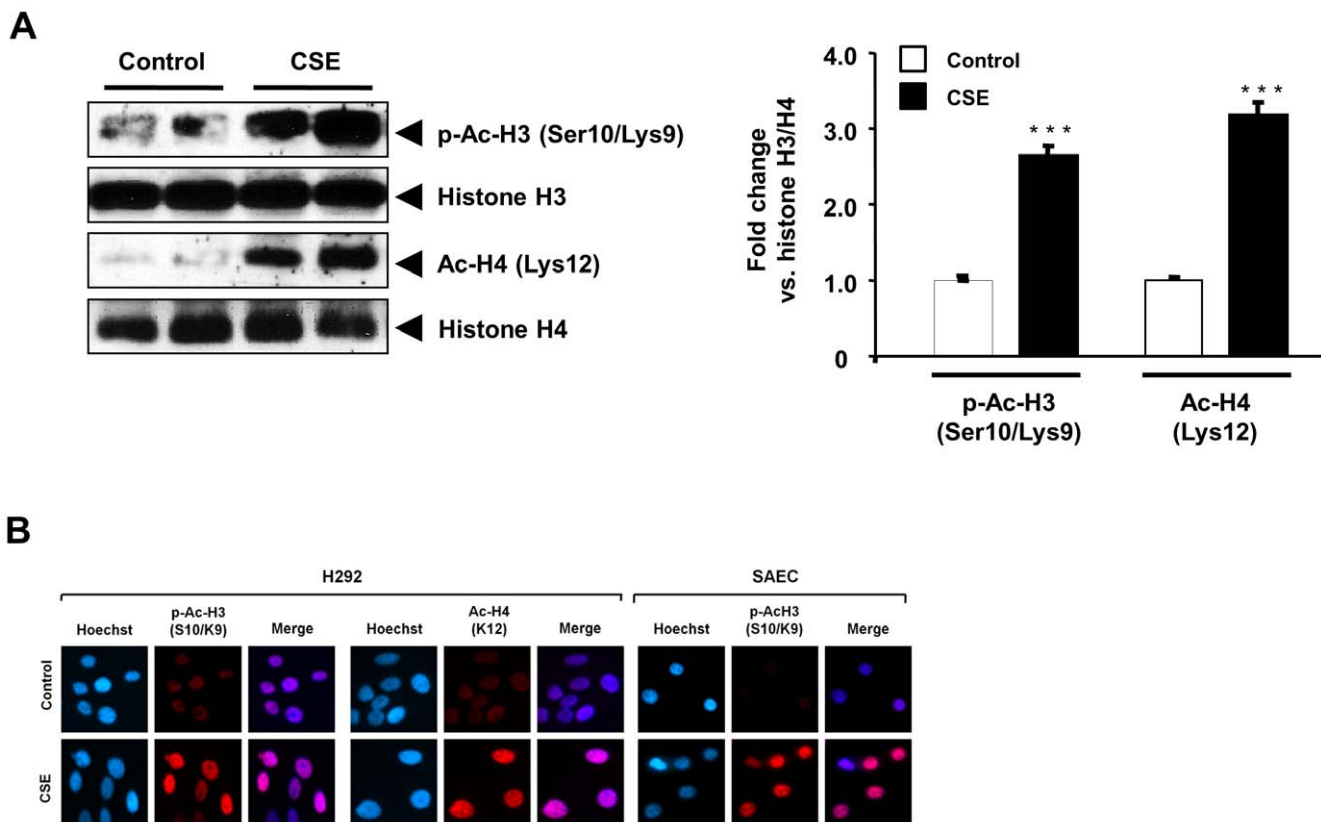 A
Control CSE
p-Ac-H3 (Ser10/Lys9)
Histone H3
Ac-H4 (Lys12)
Histone H4
Control
CSE
Fold change
vs. histone H3/H4
4.0
3.0
2.0
1.0
0
***
***
p-Ac-H3
(Ser10/Lys9)
Ac-H4
(Lys12)
B
H292 SAEC
Hoechst p-Ac-H3 (S10/K9) Merge Hoechst Ac-H4 (K12) Merge Hoechst p-AcH3 (S10/K9) Merge
Control
CSE